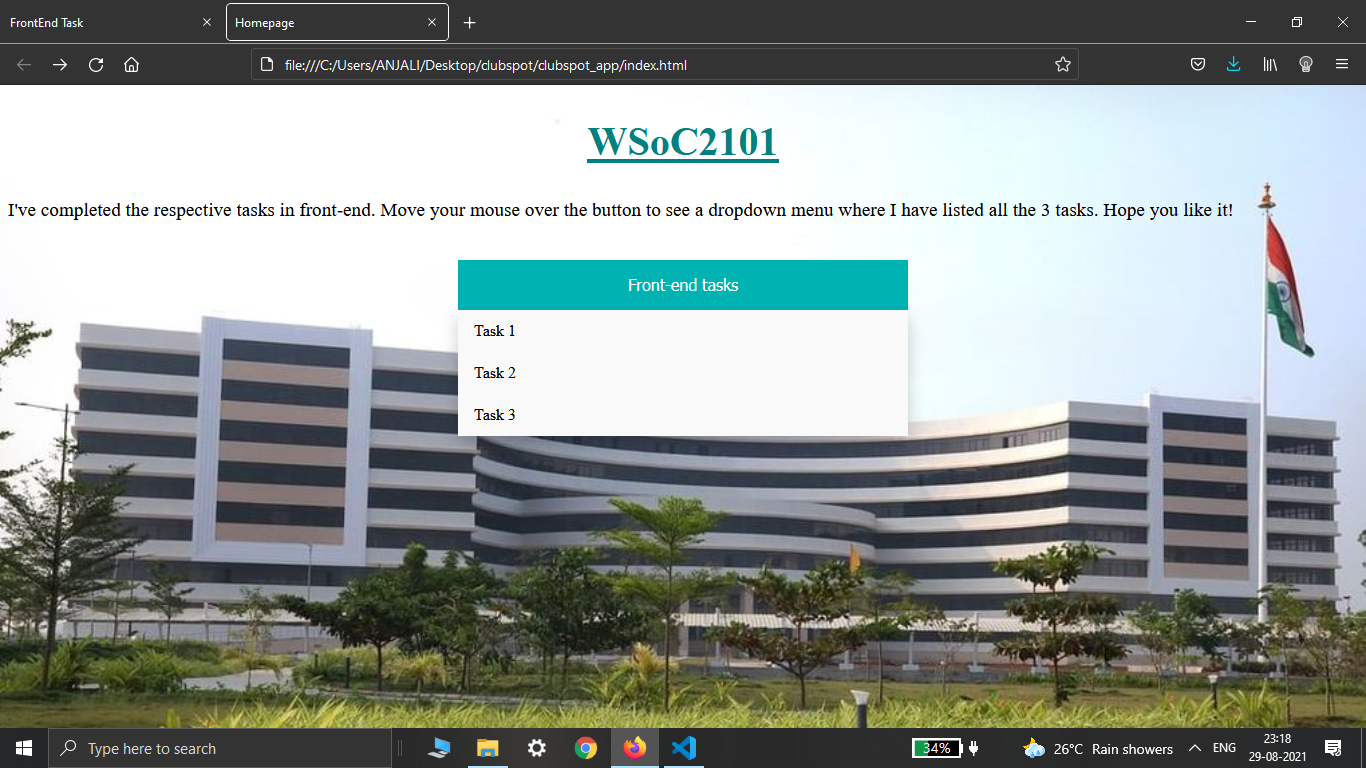 FrontEnd Task
Homepage
file:///C:/Users/ANJALI/Desktop/clubspot/clubspot_app/index.html
WSoC2101
I've completed the respective tasks in front-end. Move your mouse over the button to see a dropdown menu where I have listed all the 3 tasks. Hope you like it!
Front-end tasks
Task 1
Task 2
Task 3
Type here to search
34%
26°C Rain showers
ENG
23:18
29-08-2021